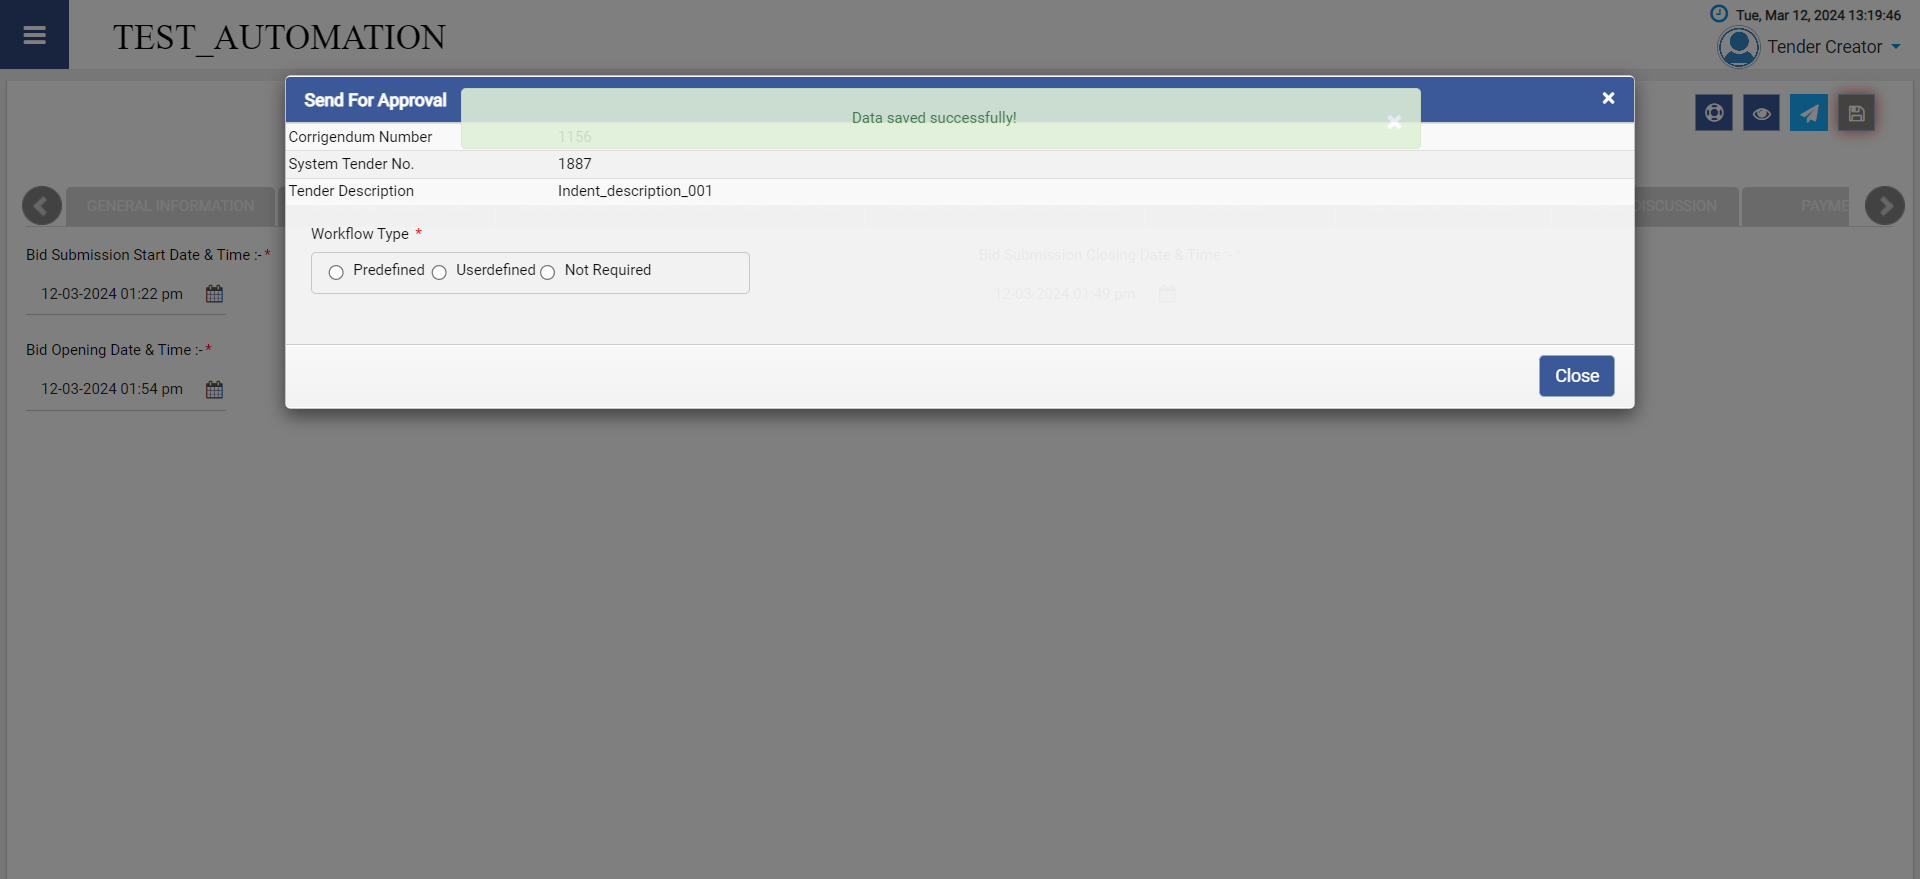 TEST_AUTOMATION
Tue, Mar 12, 2024 13:19:46
Tender Creator
Send For Approval
Data saved successfully!
Corrigendum Number 1156
System Tender No. 1887
Tender Description Indent_description_001
GENERAL INFORMATION
DISCUSSION
PAYME
Workflow Type *
Predefined Userdefined Not Required
Bid Submission Start Date & Time :- *
Bid Submission Closing Date & Time :- *
12-03-2024 01:22 pm
12-03-2024 01:49 pm
Bid Opening Date & Time :- *
12-03-2024 01:54 pm
Close